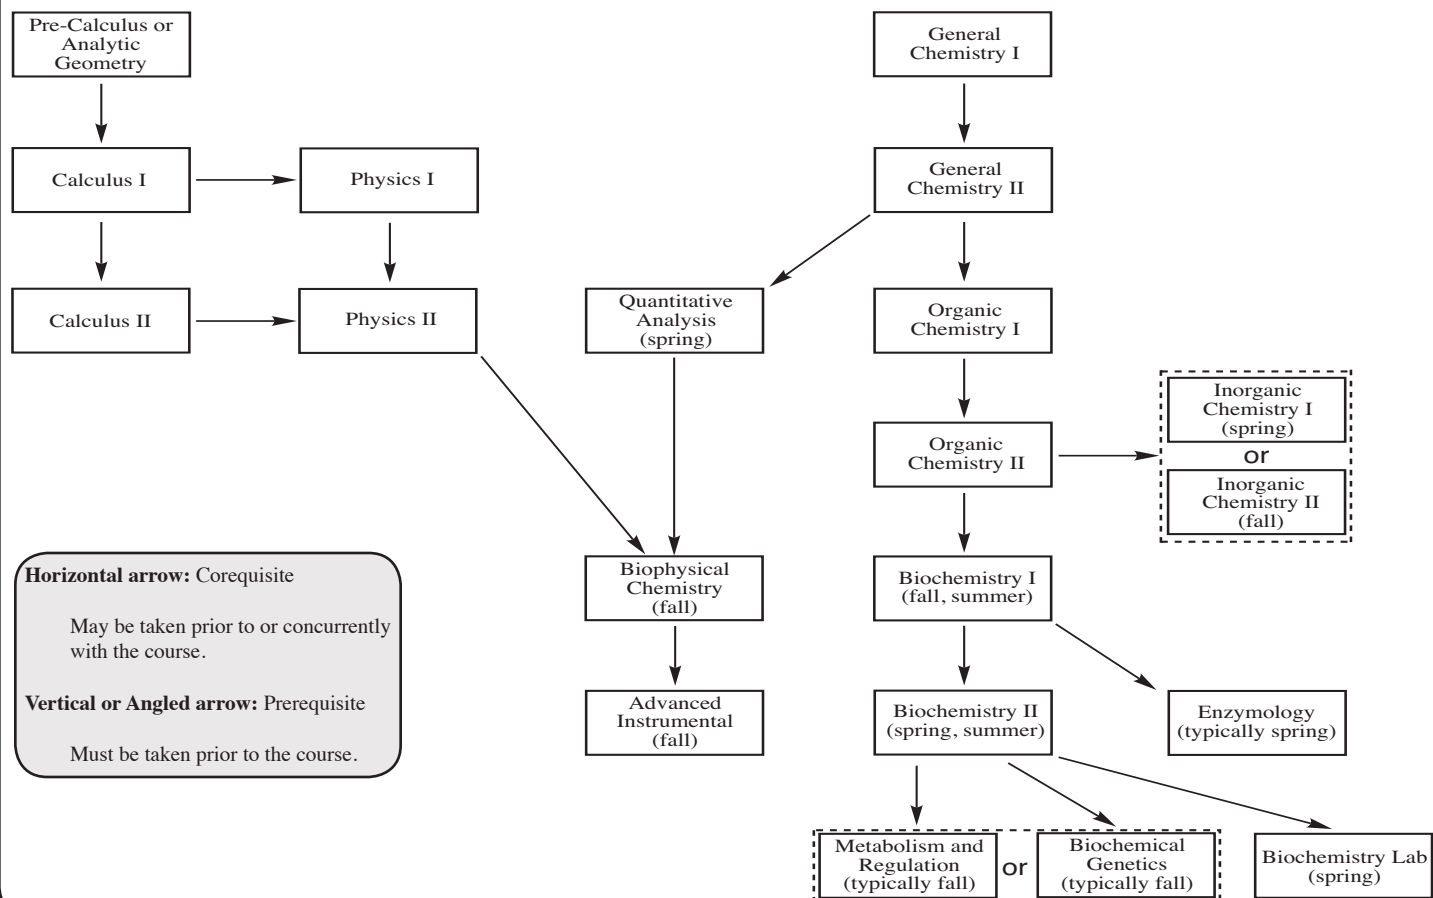 Pre-Calculus or
Analytic
Geometry
General
Chemistry I
Calculus I
Physics I
General
Chemistry II
Calculus II
Physics II
Quantitative
Analysis
(spring)
Organic
Chemistry I
Organic
Chemistry II
Inorganic
Chemistry I
(spring)
or
Inorganic
Chemistry II
(fall)
Horizontal arrow: Corequisite
May be taken prior to or concurrently
with the course.
Vertical or Angled arrow: Prerequisite
Must be taken prior to the course.
Biophysical
Chemistry
(fall)
Biochemistry I
(fall, summer)
Advanced
Instrumental
(fall)
Biochemistry II
(spring, summer)
Enzymology
(typically spring)
Metabolism and
Regulation
(typically fall)
or
Biochemical
Genetics
(typically fall)
Biochemistry Lab
(spring)